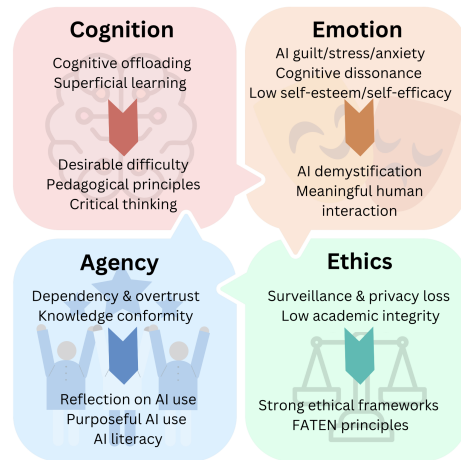 Cognition
Cognitive offloading
Superficial learning
Desirable difficulty
Pedagogical principles
Critical thinking
Emotion
AI guilt/stress/anxiety
Cognitive dissonance
Low self-esteem/self-efficacy
AI demystification
Meaningful human
interaction
Agency
Dependency & overtrust
Knowledge conformity
Reflection on AI use
Purposeful AI use
AI literacy
Ethics
Surveillance & privacy loss
Low academic integrity
Strong ethical frameworks
FATEN principles